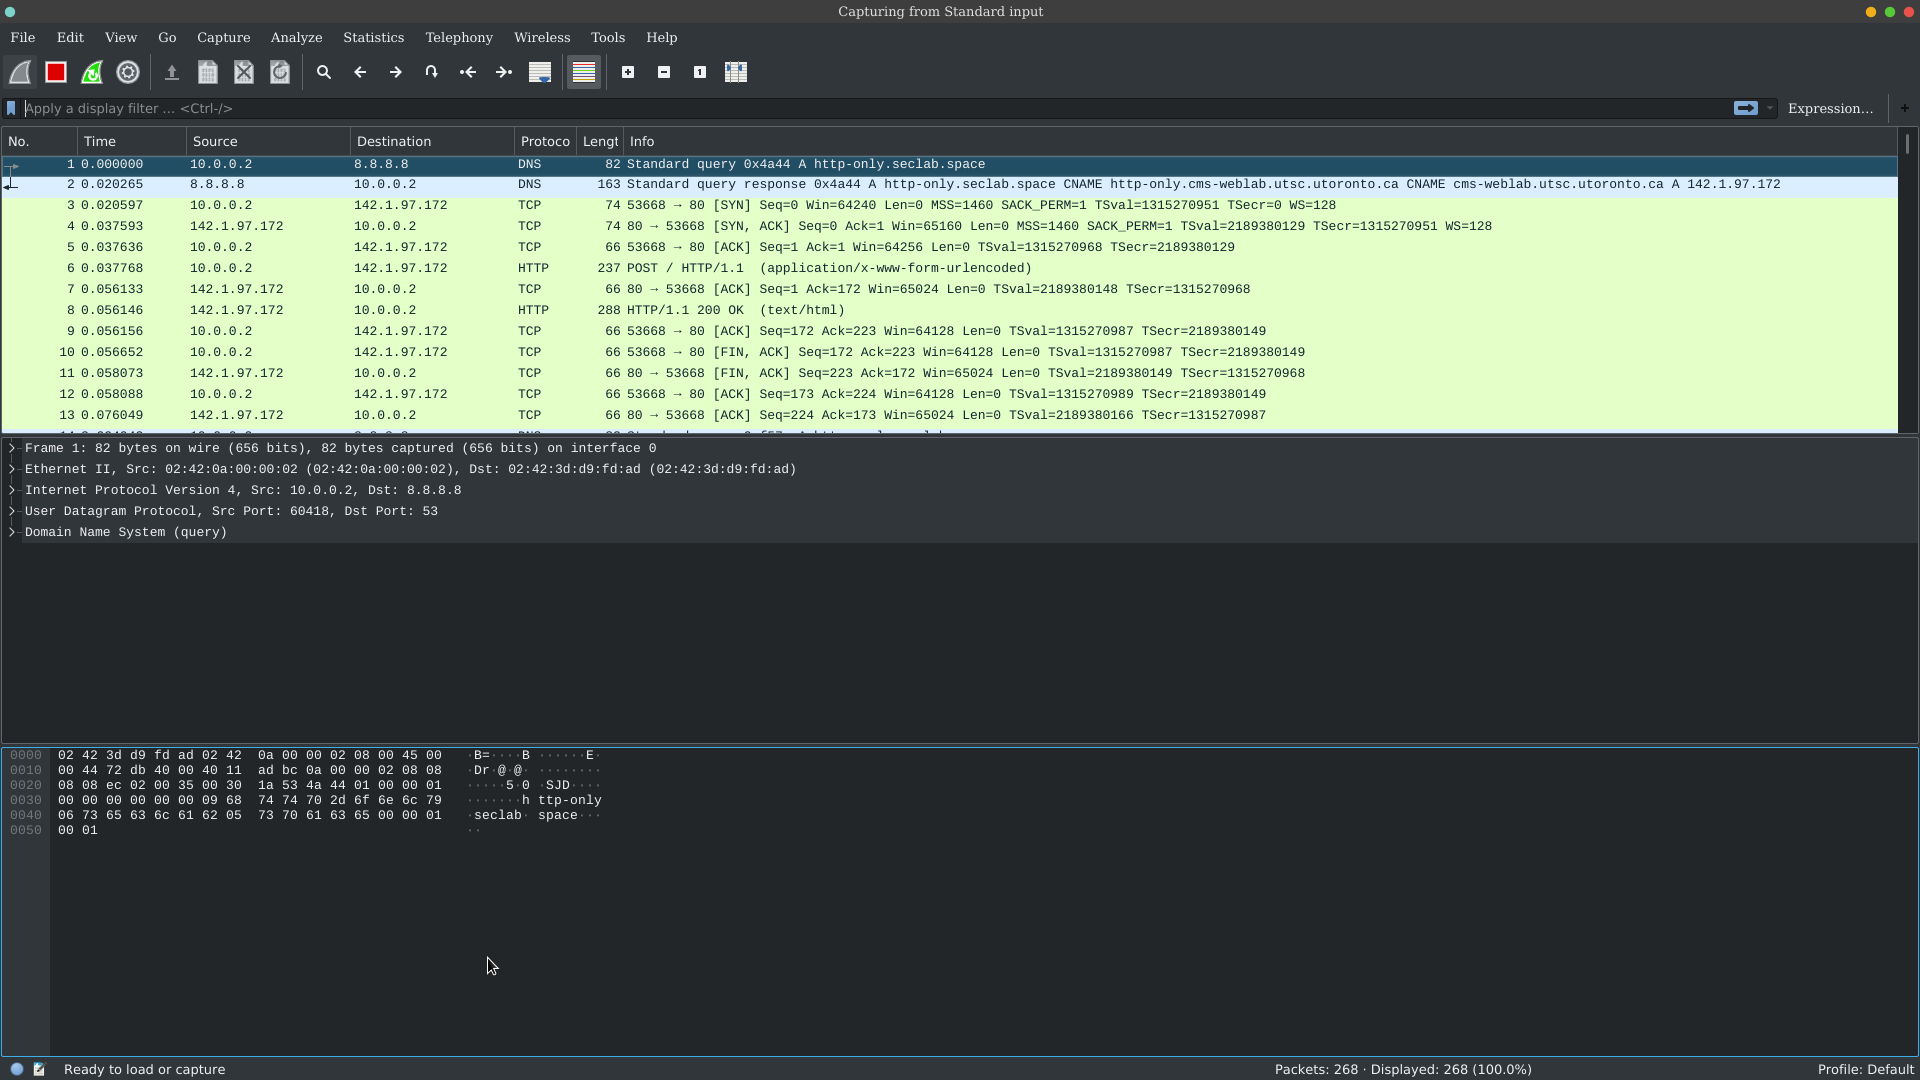 Capturing from Standard input
File Edit View Go Capture Analyze Statistics Telephony Wireless Tools Help
Apply a display filter ... <Ctrl-/> Expression... +
No. Time Source Destination Protoco Lengt Info
1 0.000000 10.0.0.2 8.8.8.8 DNS 82 Standard query 0x4a44 A http-only.seclab.space
2 0.020265 8.8.8.8 10.0.0.2 DNS 163 Standard query response 0x4a44 A http-only.seclab.space CNAME http-only.cms-weblab.utsc.utoronto.ca CNAME cms-weblab.utsc.utoronto.ca A 142.1.97.172
3 0.020597 10.0.0.2 142.1.97.172 TCP 74 53668 → 80 [SYN] Seq=0 Win=64240 Len=0 MSS=1460 SACK_PERM=1 TSval=1315270951 TSecr=0 WS=128
4 0.037593 142.1.97.172 10.0.0.2 TCP 74 80 → 53668 [SYN, ACK] Seq=0 Ack=1 Win=65160 Len=0 MSS=1460 SACK_PERM=1 TSval=2189380129 TSecr=1315270951 WS=128
5 0.037636 10.0.0.2 142.1.97.172 TCP 66 53668 → 80 [ACK] Seq=1 Ack=1 Win=64256 Len=0 TSval=1315270968 TSecr=2189380129
6 0.037768 10.0.0.2 142.1.97.172 HTTP 237 POST / HTTP/1.1 (application/x-www-form-urlencoded)
7 0.056133 142.1.97.172 10.0.0.2 TCP 66 80 → 53668 [ACK] Seq=1 Ack=172 Win=65024 Len=0 TSval=2189380148 TSecr=1315270968
8 0.056146 142.1.97.172 10.0.0.2 HTTP 288 HTTP/1.1 200 OK (text/html)
9 0.056156 10.0.0.2 142.1.97.172 TCP 66 53668 → 80 [ACK] Seq=172 Ack=223 Win=64128 Len=0 TSval=1315270987 TSecr=2189380149
10 0.056652 10.0.0.2 142.1.97.172 TCP 66 53668 → 80 [FIN, ACK] Seq=172 Ack=223 Win=64128 Len=0 TSval=1315270987 TSecr=2189380149
11 0.058073 142.1.97.172 10.0.0.2 TCP 66 80 → 53668 [FIN, ACK] Seq=223 Ack=172 Win=65024 Len=0 TSval=2189380149 TSecr=1315270968
12 0.058088 10.0.0.2 142.1.97.172 TCP 66 53668 → 80 [ACK] Seq=173 Ack=224 Win=64128 Len=0 TSval=1315270989 TSecr=2189380149
13 0.076049 142.1.97.172 10.0.0.2 TCP 66 80 → 53668 [ACK] Seq=224 Ack=173 Win=65024 Len=0 TSval=2189380166 TSecr=1315270987
Frame 1: 82 bytes on wire (656 bits), 82 bytes captured (656 bits) on interface 0
Ethernet II, Src: 02:42:0a:00:00:02 (02:42:0a:00:00:02), Dst: 02:42:3d:d9:fd:ad (02:42:3d:d9:fd:ad)
Internet Protocol Version 4, Src: 10.0.0.2, Dst: 8.8.8.8
User Datagram Protocol, Src Port: 60418, Dst Port: 53
Domain Name System (query)
0000 02 42 3d d9 fd ad 02 42 0a 00 00 02 08 00 45 00 ·B=····B ······E·
0010 00 44 72 db 40 00 40 11 ad bc 0a 00 00 02 08 08 ·Dr·@·@· ········
0020 08 08 ec 02 00 35 00 30 1a 53 4a 44 01 00 00 01 ·····5·0 ·SJD····
0030 00 00 00 00 00 00 09 68 74 74 70 2d 6f 6e 6c 79 ·······h ttp-only
0040 06 73 65 63 6c 61 62 05 73 70 61 63 65 00 00 01 ·seclab· space···
0050 00 01 ··
Ready to load or capture Packets: 268 · Displayed: 268 (100.0%) Profile: Default